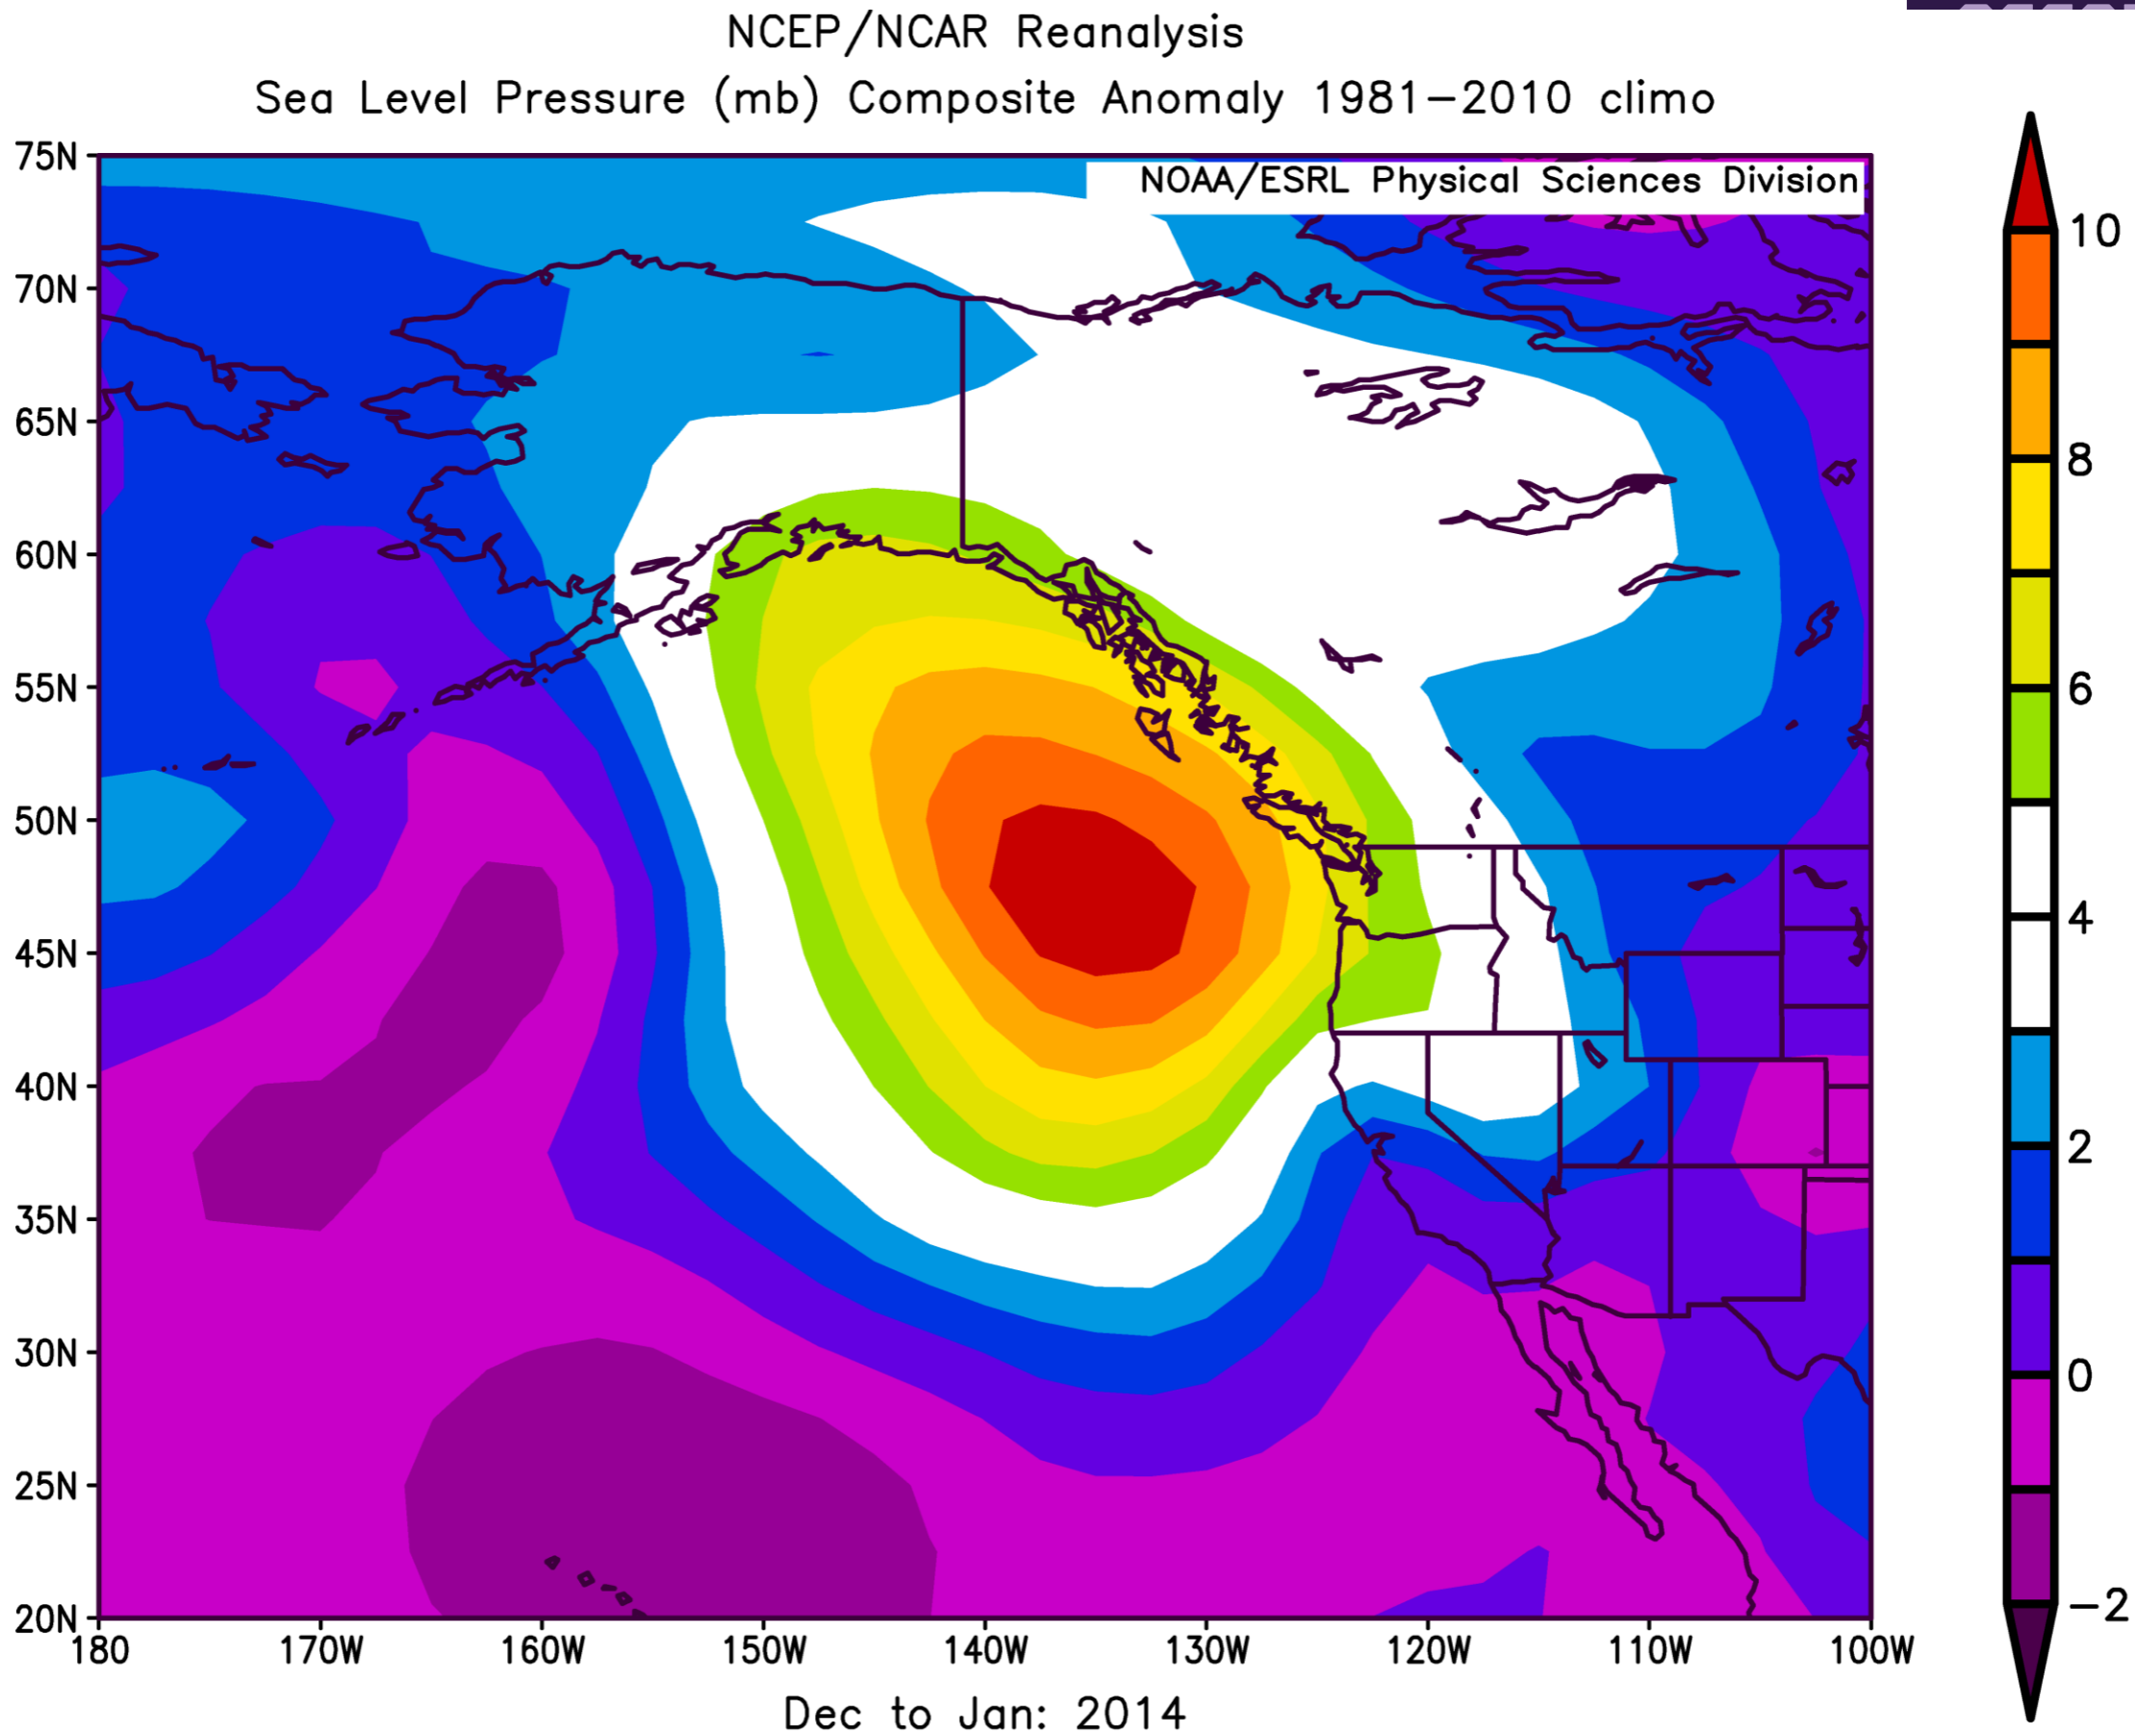 NCEP/NCAR Reanalysis
Sea Level Pressure (mb) Composite Anomaly 1981-2010 climo
NOAA/ESRL Physical Sciences Division
75N
70N
65N
60N
55N
50N
45N
40N
35N
30N
25N
20N
180 170W 160W 150W 140W 130W 120W 110W 100W
10
8
6
4
2
0
-2
Dec to Jan: 2014